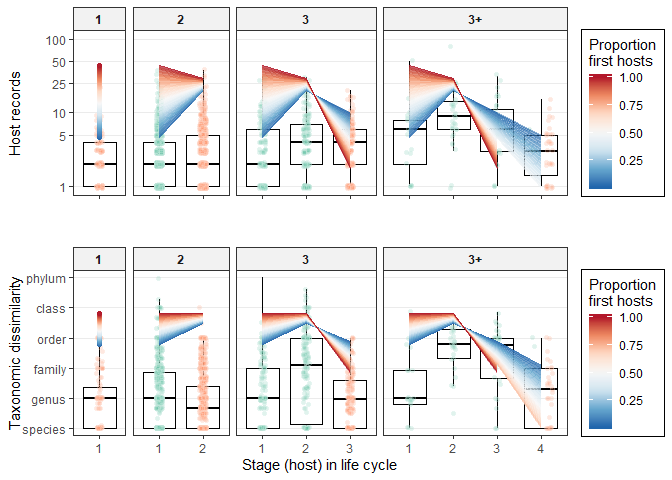 1 2 3 3+
Host records
100
50
25
10
5
1
Proportion
first hosts
1.00
0.75
0.50
0.25
1 2 3 3+
Taxonomic dissimilarity
phylum
class
order
family
genus
species
1 1 2 1 2 3 1 2 3 4
Stage (host) in life cycle
Proportion
first hosts
1.00
0.75
0.50
0.25